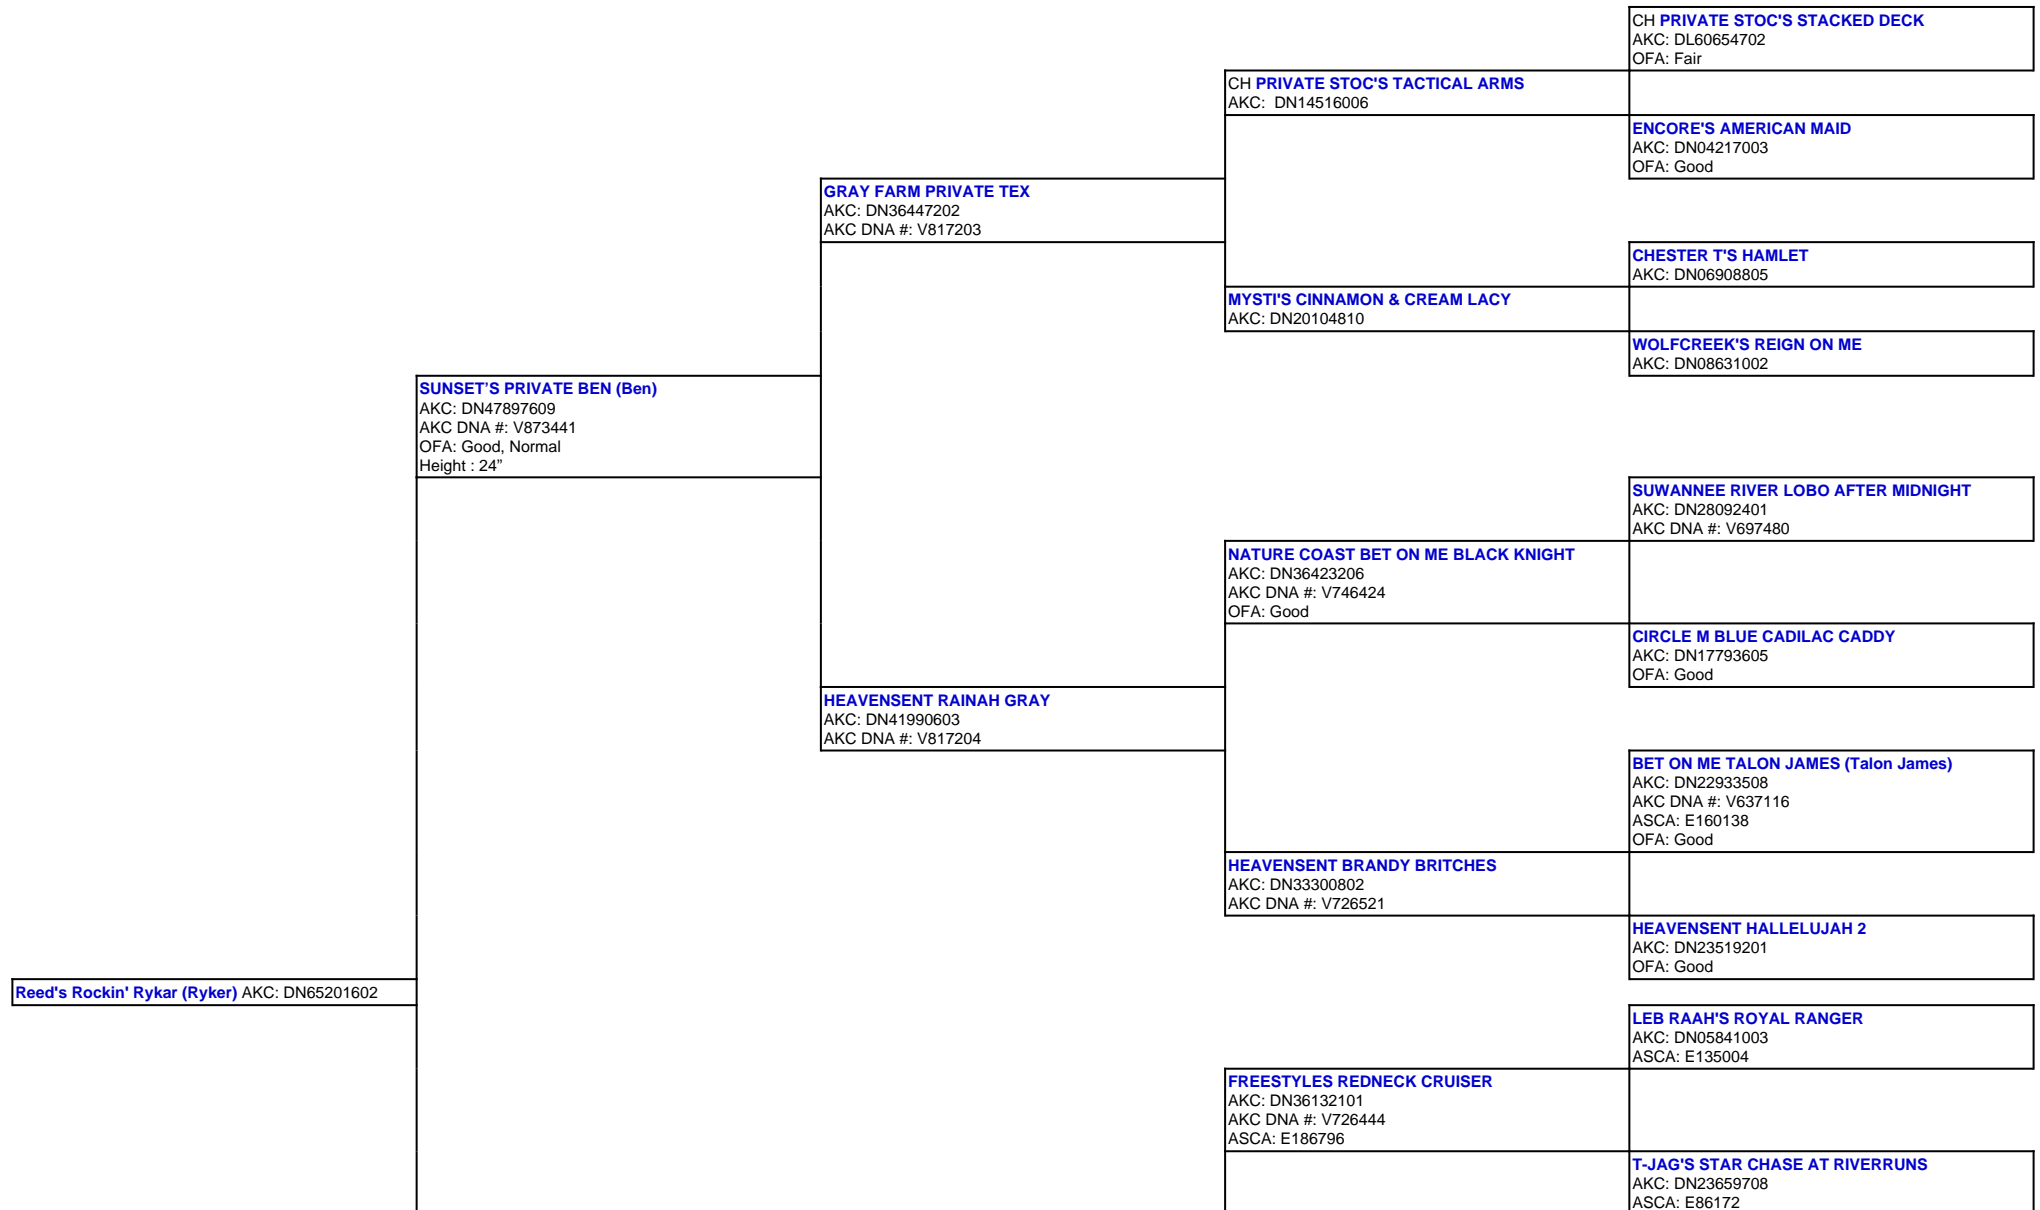 CH PRIVATE STOC'S STACKED DECK
AKC: DL60654702
OFA: Fair
CH PRIVATE STOC'S TACTICAL ARMS
AKC:  DN14516006
ENCORE'S AMERICAN MAID
AKC: DN04217003
OFA: Good
GRAY FARM PRIVATE TEX
AKC: DN36447202
AKC DNA #: V817203
CHESTER T'S HAMLET
AKC: DN06908805
MYSTI'S CINNAMON & CREAM LACY
AKC: DN20104810
WOLFCREEK'S REIGN ON ME
AKC: DN08631002
SUNSET’S PRIVATE BEN (Ben)
AKC: DN47897609
AKC DNA #: V873441
OFA: Good, Normal
Height : 24”
SUWANNEE RIVER LOBO AFTER MIDNIGHT
AKC: DN28092401
AKC DNA #: V697480
NATURE COAST BET ON ME BLACK KNIGHT
AKC: DN36423206
AKC DNA #: V746424
OFA: Good
CIRCLE M BLUE CADILAC CADDY
AKC: DN17793605
OFA: Good
HEAVENSENT RAINAH GRAY
AKC: DN41990603
AKC DNA #: V817204
BET ON ME TALON JAMES (Talon James)
AKC: DN22933508
AKC DNA #: V637116
ASCA: E160138
OFA: Good
HEAVENSENT BRANDY BRITCHES
AKC: DN33300802
AKC DNA #: V726521
HEAVENSENT HALLELUJAH 2
AKC: DN23519201
OFA: Good
Reed's Rockin' Rykar (Ryker) AKC: DN65201602
LEB RAAH'S ROYAL RANGER
AKC: DN05841003
ASCA: E135004
FREESTYLES REDNECK CRUISER
AKC: DN36132101
AKC DNA #: V726444
ASCA: E186796
T-JAG'S STAR CHASE AT RIVERRUNS
AKC: DN23659708
ASCA: E86172